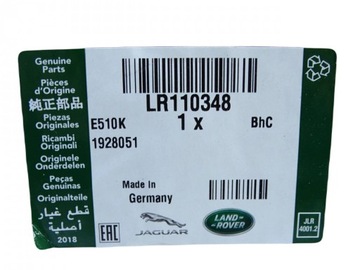 Genuine
Parts
Pièces
d'Origine
純正部品
Piezas
Originales
Ricambi
Originali
Originele
Onderdelen
Peças
Genuinas
Originalteile
قطع غيار
أصلية
2018
LR110348
1 x
BhC
E510K
1928051
Made In
Germany
EAC
JAGUAR
LAND-
ROVER
JLR
4001.2